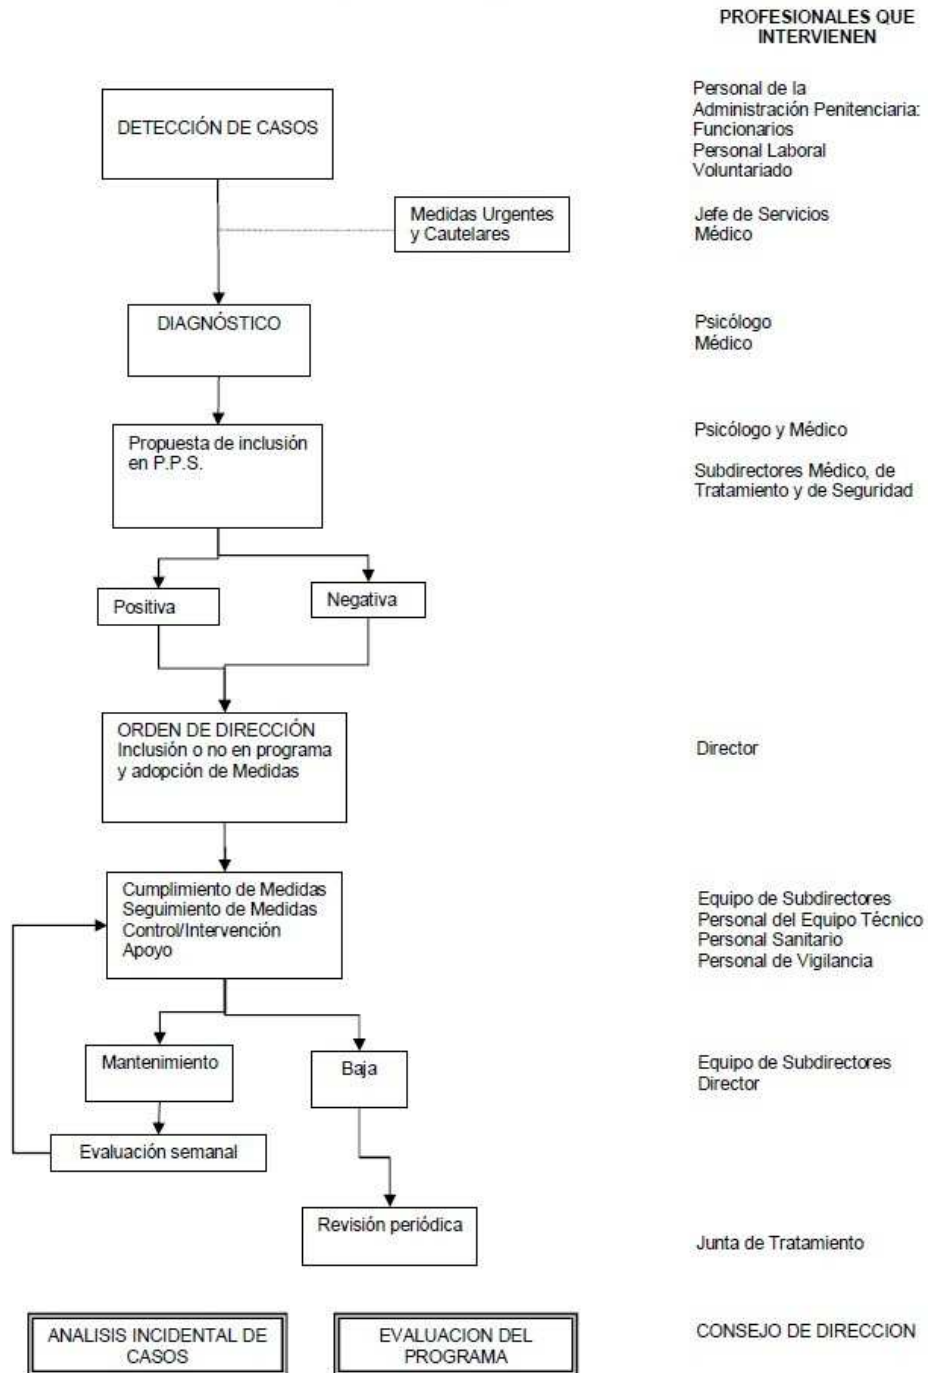 PROFESIONALES QUE
INTERVIENEN
DETECCIÓN DE CASOS
Personal de la
Administración Penitenciaria:
Funcionarios
Personal Laboral
Voluntariado
Medidas Urgentes
y Cautelares
Jefe de Servicios
Médico
DIAGNÓSTICO
Psicólogo
Médico
Propuesta de inclusión
en P.P.S.
Psicólogo y Médico
Subdirectores Médico, de
Tratamiento y de Seguridad
Positiva
Negativa
ORDEN DE DIRECCIÓN
Inclusión o no en programa
y adopción de Medidas
Director
Cumplimiento de Medidas
Seguimiento de Medidas
Control/Intervención
Apoyo
Equipo de Subdirectores
Personal del Equipo Técnico
Personal Sanitario
Personal de Vigilancia
Mantenimiento
Baja
Equipo de Subdirectores
Director
Evaluación semanal
Revisión periódica
Junta de Tratamiento
ANALISIS INCIDENTAL DE
CASOS
EVALUACION DEL
PROGRAMA
CONSEJO DE DIRECCION